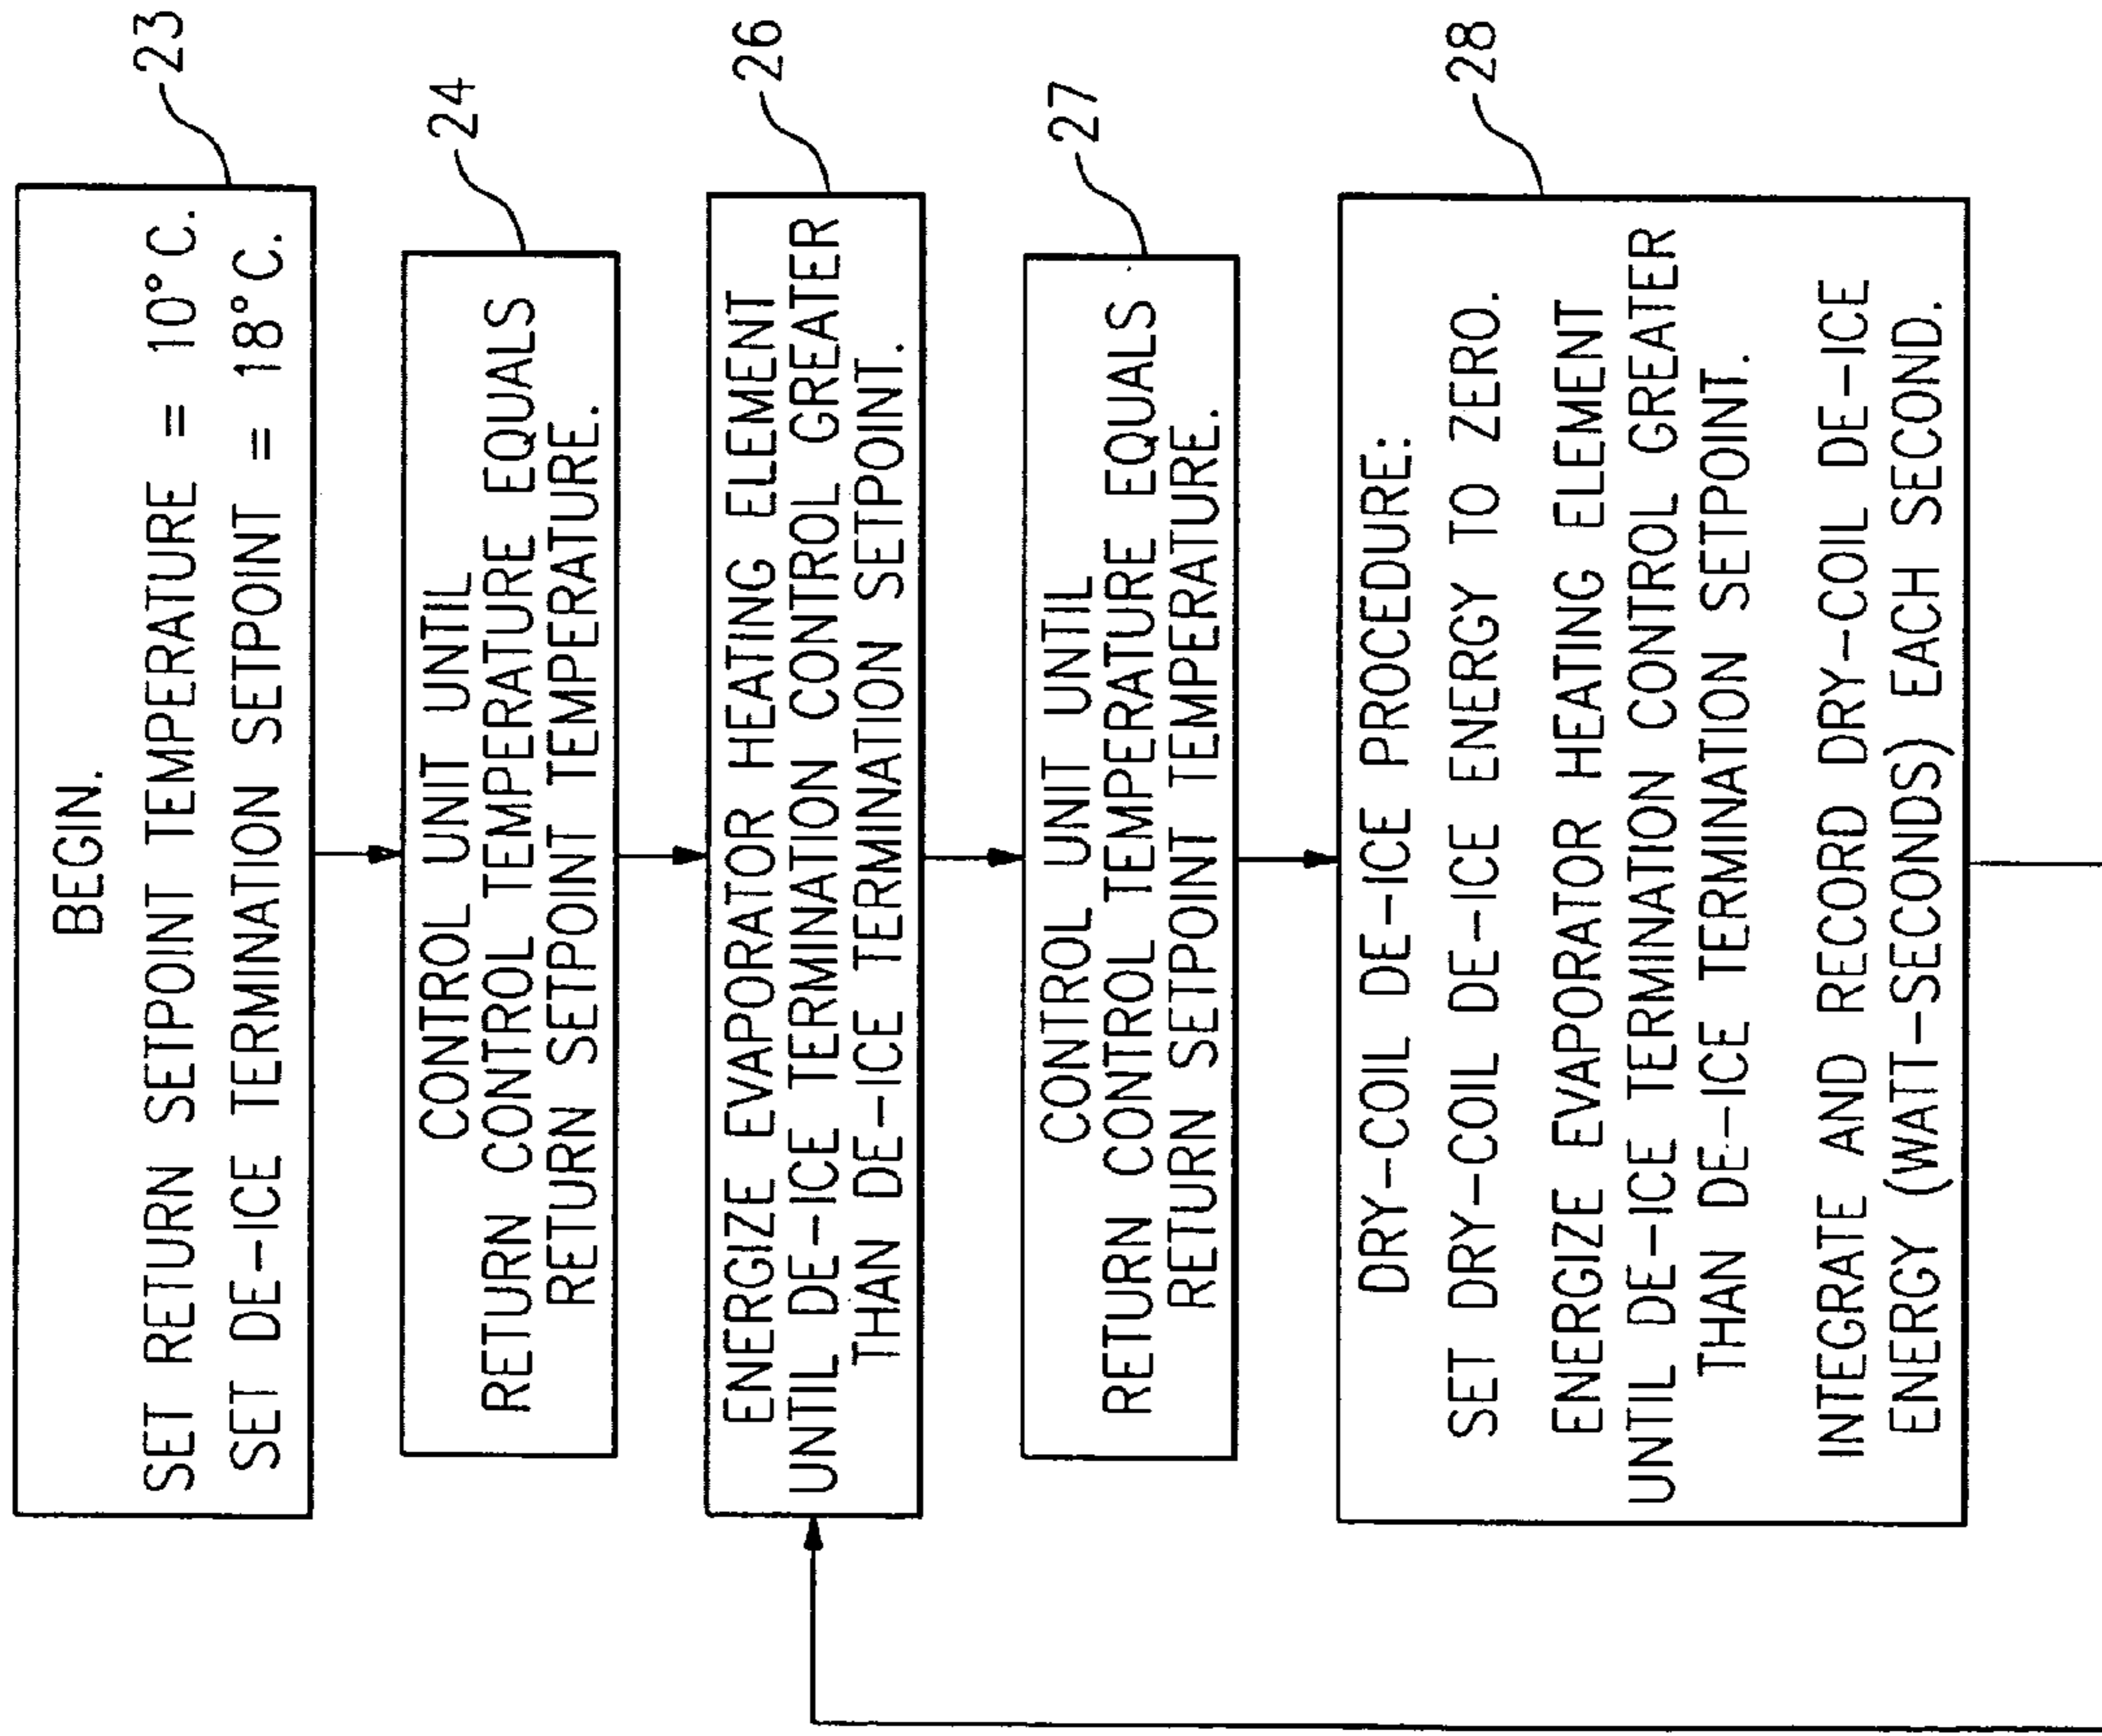 BEGIN.
SET RETURN SETPOINT TEMPERATURE = 10°C.
SET DE-ICE TERMINATION SETPOINT = 18°C.
23
CONTROL UNIT UNTIL
RETURN CONTROL TEMPERATURE EQUALS
RETURN SETPOINT TEMPERATURE.
24
ENERGIZE EVAPORATOR HEATING ELEMENT
UNTIL DE-ICE TERMINATION CONTROL GREATER
THAN DE-ICE TERMINATION SETPOINT.
26
CONTROL UNIT UNTIL
RETURN CONTROL TEMPERATURE EQUALS
RETURN SETPOINT TEMPERATURE.
27
DRY-COIL DE-ICE PROCEDURE:
SET DRY-COIL DE-ICE ENERGY TO ZERO.
ENERGIZE EVAPORATOR HEATING ELEMENT
UNTIL DE-ICE TERMINATION CONTROL GREATER
THAN DE-ICE TERMINATION SETPOINT.
INTEGRATE AND RECORD DRY-COIL DE-ICE
ENERGY (WATT-SECONDS) EACH SECOND.
28